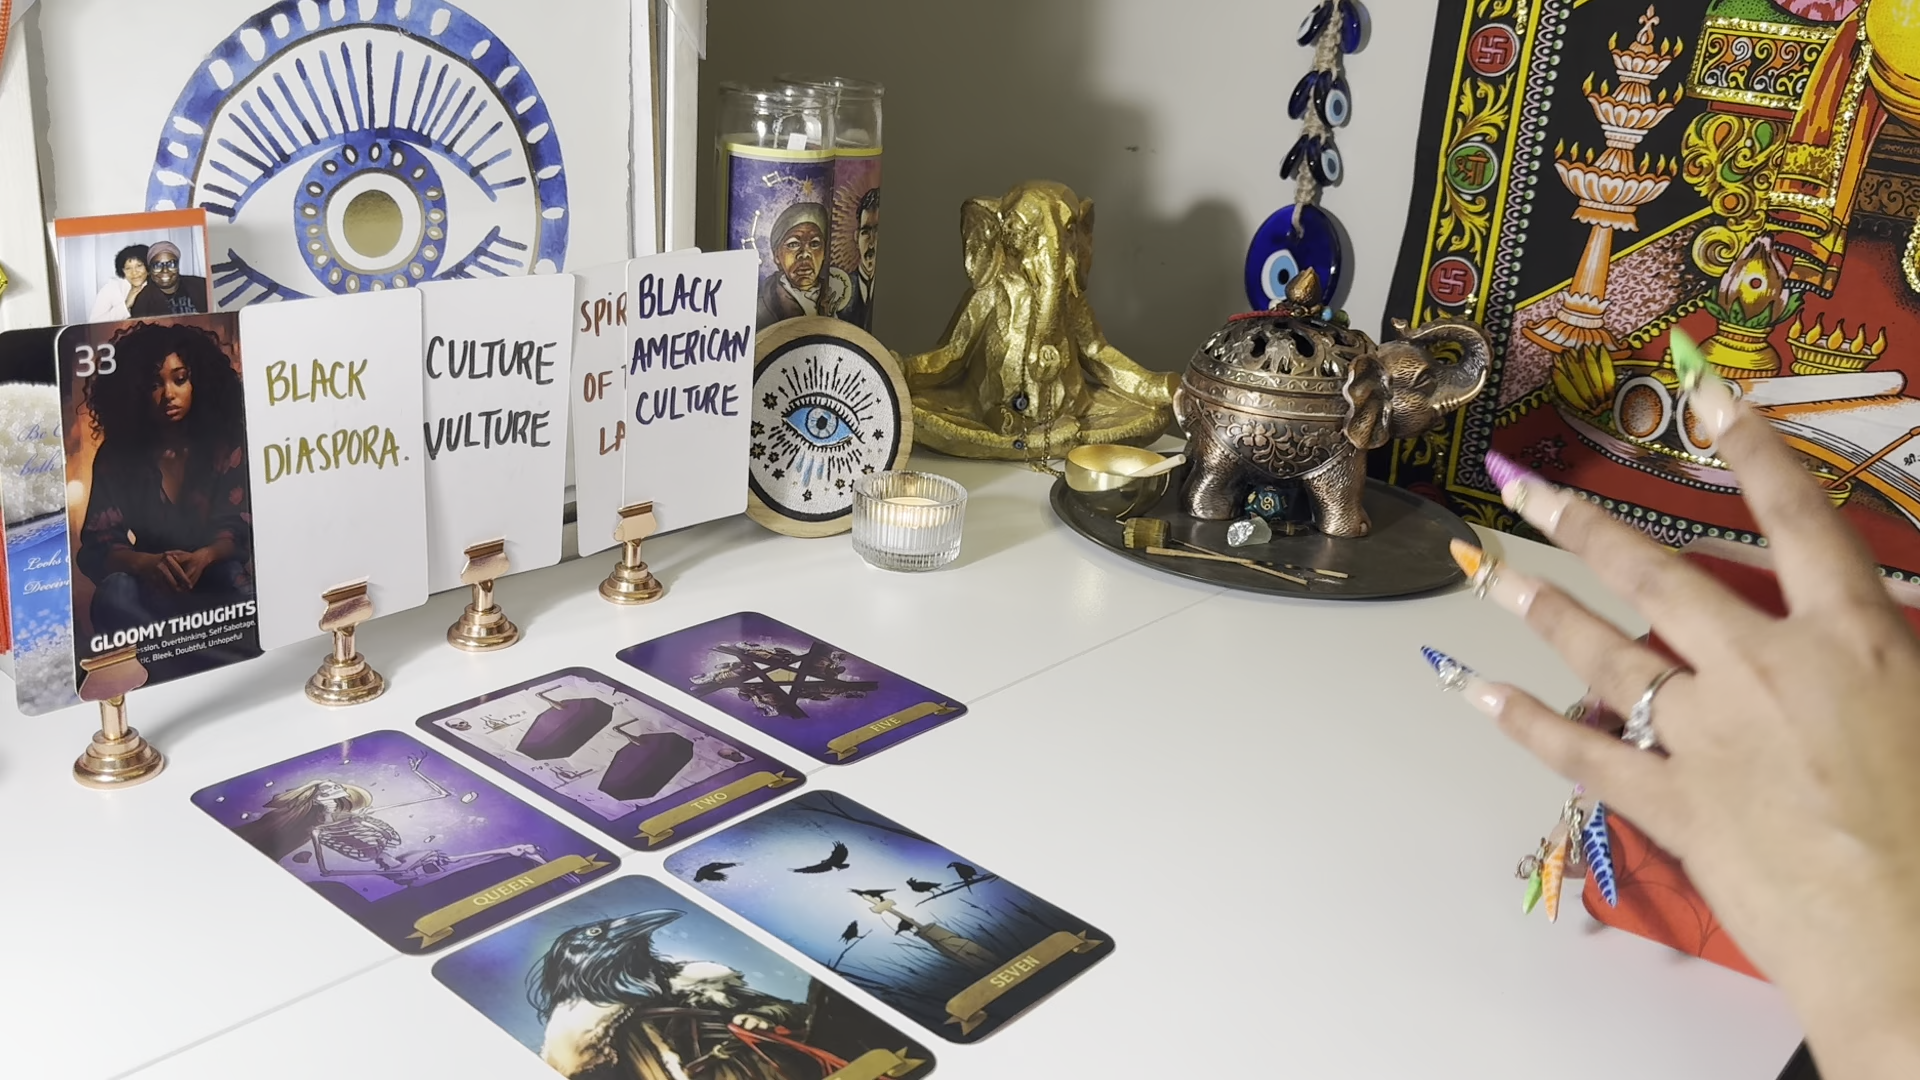 33
GLOOMY THOUGHTS
Overthinking, Self Sabotage,
Bleek, Doubtful, Unhopeful
BLACK
DIASPORA.
CULTURE
VULTURE
SPIR
OF
LA
BLACK
AMERICAN
CULTURE
FIVE
TWO
QUEEN
SEVEN
श्री